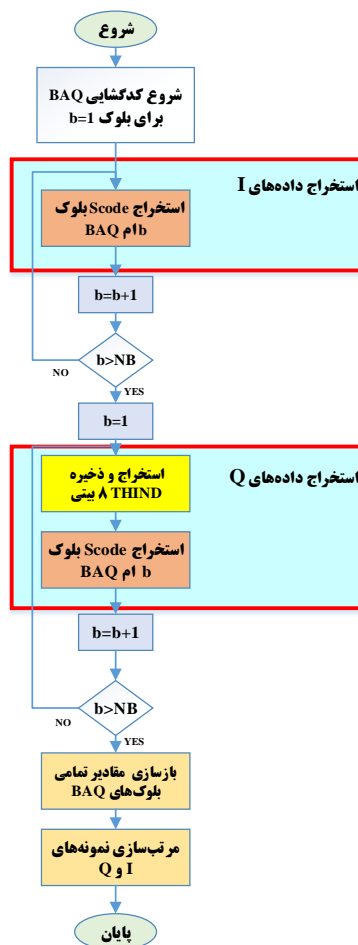 شروع
شروع کدگشایی BAQ
برای بلوک b=1
استخراج داده‌های I
استخراج Scode بلوک
b ام BAQ
b=b+1
b>NB
NO
YES
b=1
استخراج داده‌های Q
استخراج و ذخیره
THIND ۸ بیتی
استخراج Scode بلوک
b ام BAQ
b=b+1
b>NB
NO
YES
بازسازی مقادیر تمامی
بلوک‌های BAQ
مرتب‌سازی نمونه‌های
I و Q
پایان